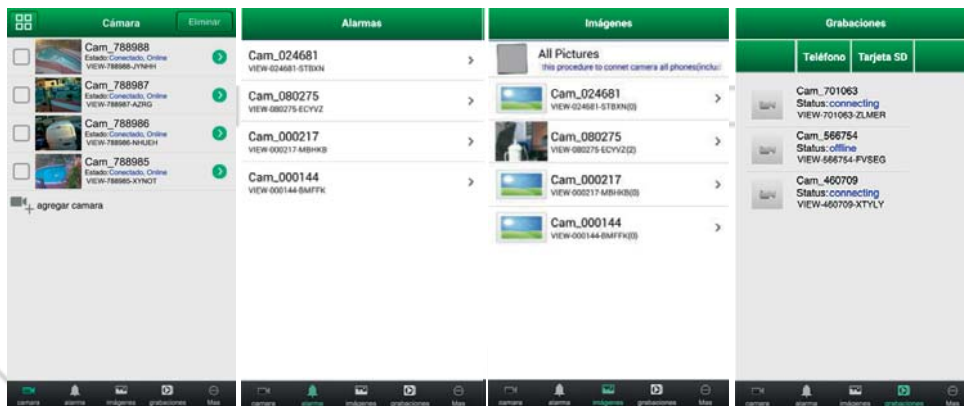 Cámara
Eliminar
Cam_788988
Estado:Conectado, Online
VIEW-788988-JYNHH
Cam_788987
Estado:Conectado, Online
VIEW-788987-AZRG
Cam_788986
Estado:Conectado, Online
VIEW-788986-NHUEH
Cam_788985
Estado:Conectado, Online
VIEW-788985-XYNOT
agregar camara
camara
alarma
imágenes
grabaciones
Mas
Alarmas
Cam_024681
VIEW-024681-STBXN
Cam_080275
VIEW-080275-ECYVZ
Cam_000217
VIEW-000217-MBHKB
Cam_000144
VIEW-000144-BMFFK
camara
alarma
imágenes
grabaciones
Mas
Imágenes
All Pictures
this procedure to connet camera all phones(includ
Cam_024681
VIEW-024681-STBXN(0)
Cam_080275
VIEW-080275-ECYVZ(2)
Cam_000217
VIEW-000217-MBHKB(0)
Cam_000144
VIEW-000144-BMFFK(0)
camara
alarma
imágenes
grabaciones
Mas
Grabaciones
Teléfono
Tarjeta SD
Cam_701063
Status:connecting
VIEW-701063-ZLMER
Cam_566754
Status:offline
VIEW-566754-FVSEG
Cam_460709
Status:connecting
VIEW-460709-XTYLY
camara
alarma
imágenes
grabaciones
Mas